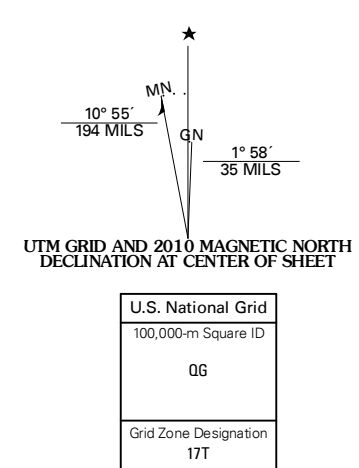 ★
MN
10° 55´
194 MILS
GN
1° 58´
35 MILS
UTM GRID AND 2010 MAGNETIC NORTH
DECLINATION AT CENTER OF SHEET
U.S. National Grid
100,000-m Square ID
QG
Grid Zone Designation
17T